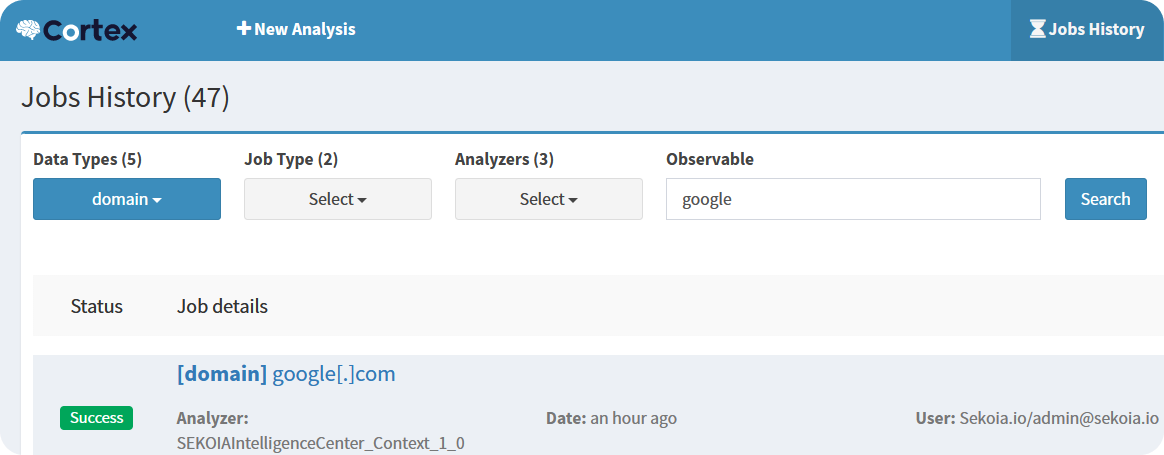 Cortex New Analysis Jobs History
Jobs History (47)
Data Types (5) Job Type (2) Analyzers (3) Observable
domain Select Select google Search
Status Job details
[domain] google[.]com
Success Analyzer: Date: an hour ago User: Sekoia.io/admin@sekoia.io
SEKOIAIntelligenceCenter_Context_1_0